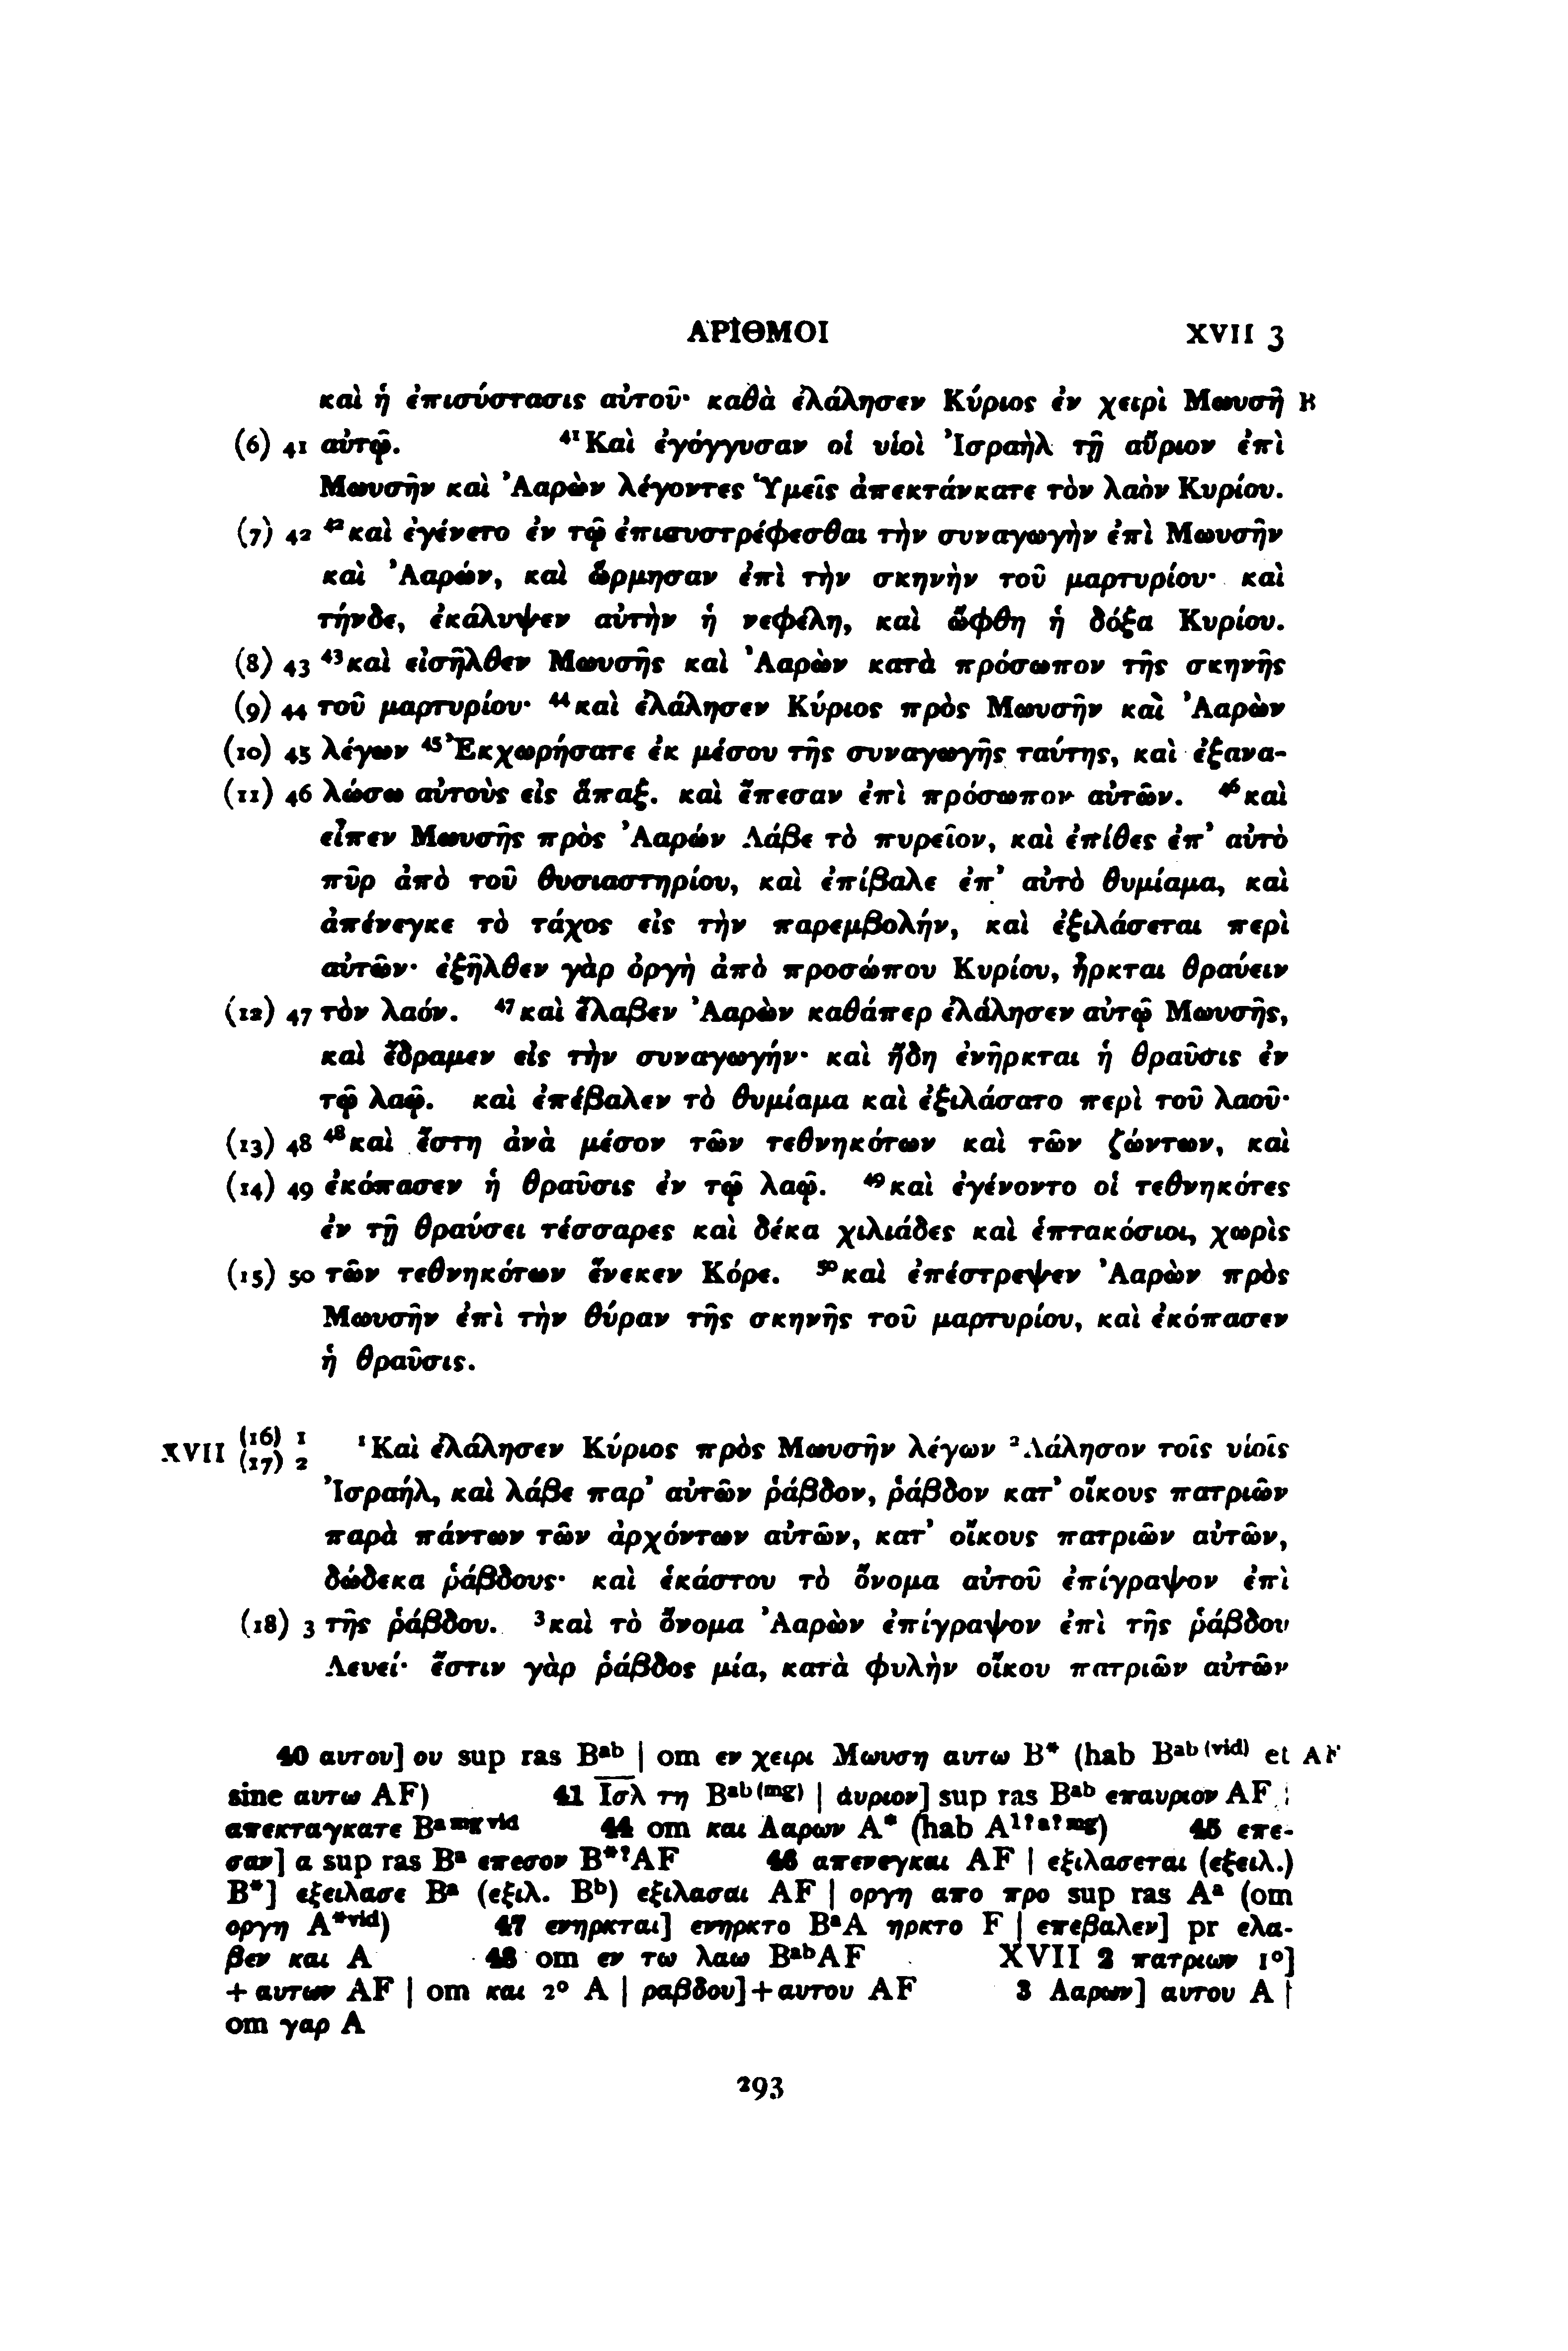 ΑΡΙΘΜΟΙ XVII 3
καὶ ἡ ἐπισύστασις αὐτοῦ· καθὰ ἐλάλησεν Κύριος ἐν χειρὶ Μωυσῇ B
(6) 41 αὐτῷ. ⁴¹Καὶ ἐγόγγυσαν οἱ υἱοὶ Ἰσραὴλ τῇ αὔριον ἐπὶ
Μωυσῆν καὶ Ἀαρὼν λέγοντες Ὑμεῖς ἀπεκτάνκατε τὸν λαὸν Κυρίου.
(7) 42 ⁴²καὶ ἐγένετο ἐν τῷ ἐπισυστρέφεσθαι τὴν συναγωγὴν ἐπὶ Μωυσῆν
καὶ Ἀαρών, καὶ ὥρμησαν ἐπὶ τὴν σκηνὴν τοῦ μαρτυρίου· καὶ
τήνδε, ἐκάλυψεν αὐτὴν ἡ νεφέλη, καὶ ὤφθη ἡ δόξα Κυρίου.
(8) 43 ⁴³καὶ εἰσῆλθεν Μωυσῆς καὶ Ἀαρὼν κατὰ πρόσωπον τῆς σκηνῆς
(9) 44 τοῦ μαρτυρίου· ⁴⁴καὶ ἐλάλησεν Κύριος πρὸς Μωυσῆν καὶ Ἀαρὼν
(10) 45 λέγων ⁴⁵Ἐκχωρήσατε ἐκ μέσου τῆς συναγωγῆς ταύτης, καὶ ἐξανα-
(11) 46 λώσω αὐτοὺς εἰς ἅπαξ. καὶ ἔπεσαν ἐπὶ πρόσωπον αὐτῶν. ⁴⁶καὶ
εἶπεν Μωυσῆς πρὸς Ἀαρών Λάβε τὸ πυρεῖον, καὶ ἐπίθες ἐπ’ αὐτὸ
πῦρ ἀπὸ τοῦ θυσιαστηρίου, καὶ ἐπίβαλε ἐπ’ αὐτὸ θυμίαμα, καὶ
ἀπένεγκε τὸ τάχος εἰς τὴν παρεμβολήν, καὶ ἐξιλάσεται περὶ
αὐτῶν· ἐξῆλθεν γὰρ ὀργὴ ἀπὸ προσώπου Κυρίου, ἦρκται θραύειν
(12) 47 τὸν λαόν. ⁴⁷καὶ ἔλαβεν Ἀαρὼν καθάπερ ἐλάλησεν αὐτῷ Μωυσῆς,
καὶ ἔδραμεν εἰς τὴν συναγωγήν· καὶ ἤδη ἐνῆρκται ἡ θραῦσις ἐν
τῷ λαῷ. καὶ ἐπέβαλεν τὸ θυμίαμα καὶ ἐξιλάσατο περὶ τοῦ λαοῦ·
(13) 48 ⁴⁸καὶ ἔστη ἀνὰ μέσον τῶν τεθνηκότων καὶ τῶν ζώντων, καὶ
(14) 49 ἐκόπασεν ἡ θραῦσις ἐν τῷ λαῷ. ⁴⁹καὶ ἐγένοντο οἱ τεθνηκότες
ἐν τῇ θραύσει τέσσαρες καὶ δέκα χιλιάδες καὶ ἑπτακόσιοι, χωρὶς
(15) 50 τῶν τεθνηκότων ἕνεκεν Κόρε. ⁵⁰καὶ ἐπέστρεψεν Ἀαρὼν πρὸς
Μωυσῆν ἐπὶ τὴν θύραν τῆς σκηνῆς τοῦ μαρτυρίου, καὶ ἐκόπασεν
ἡ θραῦσις.
XVII (16) 1 (17) 2 ¹Καὶ ἐλάλησεν Κύριος πρὸς Μωυσῆν λέγων ²Λάλησον τοῖς υἱοῖς
Ἰσραήλ, καὶ λάβε παρ’ αὐτῶν ῥάβδον, ῥάβδον κατ’ οἴκους πατριῶν
παρὰ πάντων τῶν ἀρχόντων αὐτῶν, κατ’ οἴκους πατριῶν αὐτῶν,
δώδεκα ῥάβδους· καὶ ἑκάστου τὸ ὄνομα αὐτοῦ ἐπίγραψον ἐπὶ
(18) 3 τῆς ῥάβδου. ³καὶ τὸ ὄνομα Ἀαρὼν ἐπίγραψον ἐπὶ τῆς ῥάβδου
Λευεί· ἔστιν γὰρ ῥάβδος μία, κατὰ φυλὴν οἴκου πατριῶν αὐτῶν
40 αυτου] ου sup ras Bᵃᵇ | om εν χειρι Μωυση αυτω B* (hab Bᵃᵇ⁽ᵛⁱᵈ⁾ et AF
sine αυτω AF) 41 Ισλ τη Bᵃᵇ⁽ᵐᵍ⁾ | αυριον] sup ras Bᵃᵇ επαυριον AF |
απεκταγκατε Bᵃ ᵐᵍ ᵛⁱᵈ 44 om και Ααρων A* (hab A¹ʔᵃʔᵐᵍ) 45 επε-
σαν] α sup ras Bᵃ επεσον B*ʔAF 46 απενεγκαι AF | εξιλασεται (εξειλ.)
B*] εξειλασε Bᵃ (εξιλ. Bᵇ) εξιλασαι AF | οργη απο προ sup ras Aᵃ (om
οργη A*ᵛⁱᵈ) 47 ενηρκται] ενηρκτο BᵃA ηρκτο F | επεβαλεν] pr ελα-
βεν και A 48 om εν τω λαω BᵃᵇAF XVII 2 πατριων 1°]
+ αυτων AF | om και 2° A | ραβδου]+αυτου AF 3 Ααρων] αυτου A |
om γαρ A
293